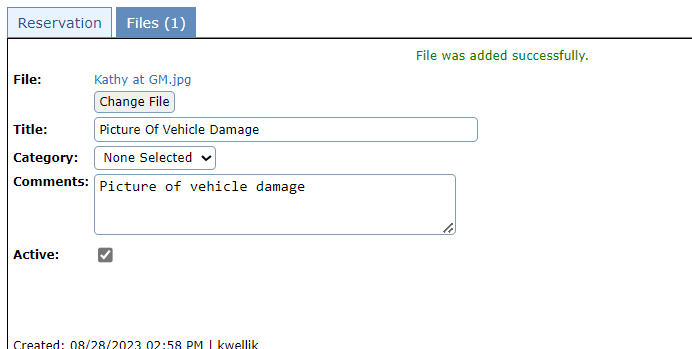 Reservation
Files (1)
File was added successfully.
File: Kathy at GM.jpg
Change File
Title: Picture Of Vehicle Damage
Category: None Selected
Comments: Picture of vehicle damage
Active:
Created: 08/28/2023 02:58 PM | kwellik